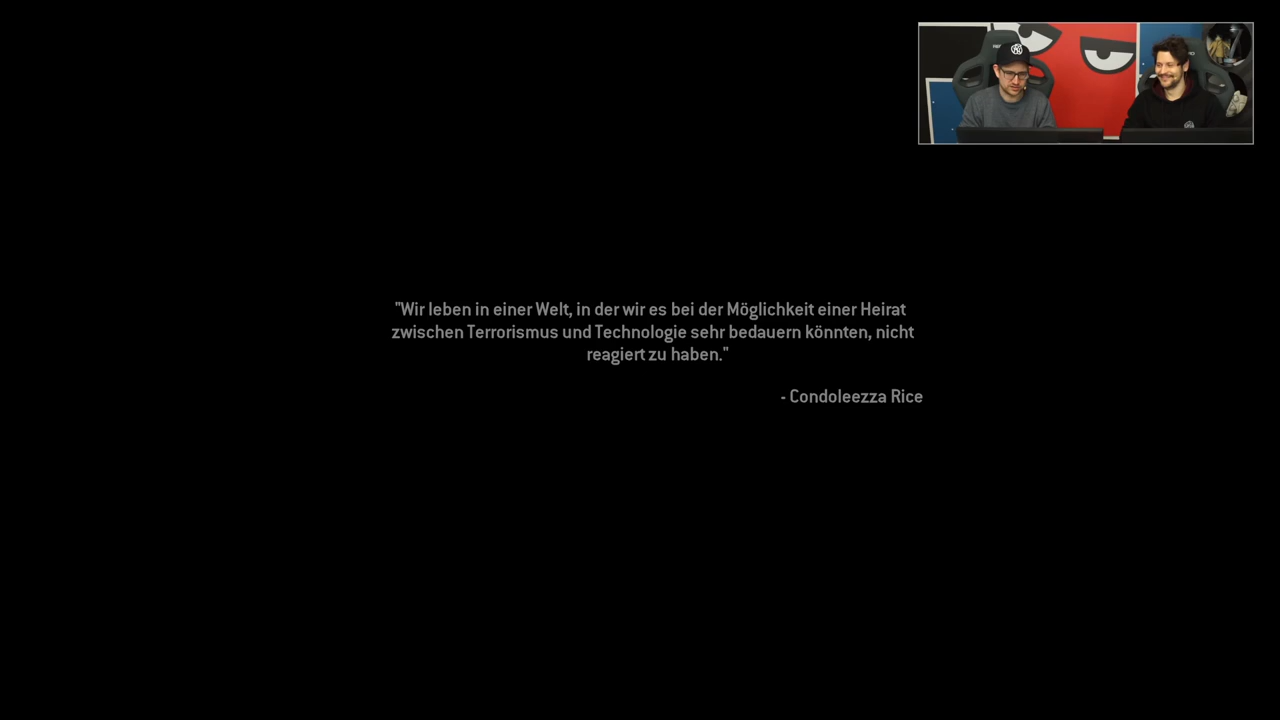 "Wir leben in einer Welt, in der wir es bei der Möglichkeit einer Heirat
zwischen Terrorismus und Technologie sehr bedauern könnten, nicht
reagiert zu haben."
- Condoleezza Rice